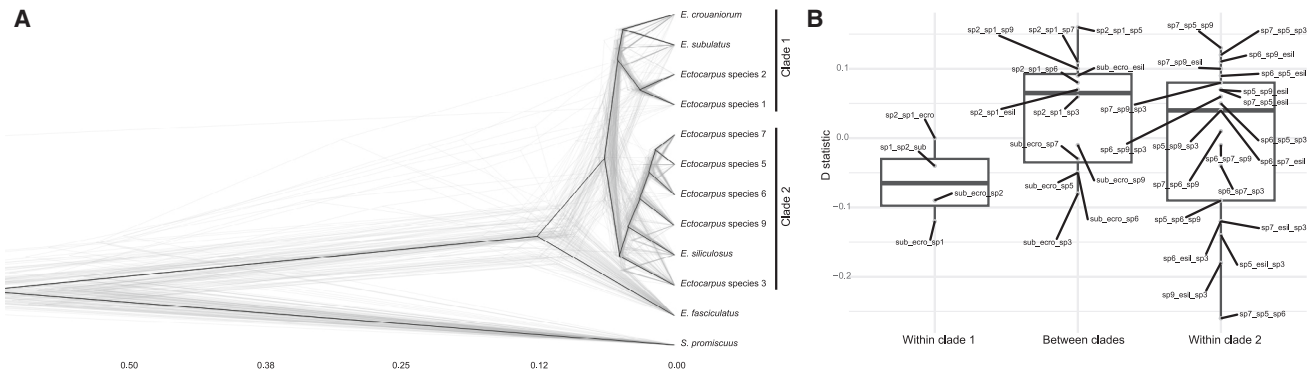 A
E. crouaniorum
E. subulatus
Ectocarpus species 2
Ectocarpus species 1
Clade 1
Ectocarpus species 7
Ectocarpus species 5
Ectocarpus species 6
Ectocarpus species 9
E. siliculosus
Ectocarpus species 3
Clade 2
E. fasciculatus
S. promiscuus
0.50 0.38 0.25 0.12 0.00
B
D statistic
0.1
0.0
−0.1
−0.2
sp2_sp1_ecro
sp1_sp2_sub
sub_ecro_sp2
sub_ecro_sp1
sp2_sp1_sp9
sp2_sp1_sp7
sp2_sp1_sp5
sp2_sp1_sp6
sub_ecro_esil
sp2_sp1_esil
sp2_sp1_sp3
sub_ecro_sp7
sub_ecro_sp9
sub_ecro_sp5
sub_ecro_sp6
sub_ecro_sp3
sp7_sp5_sp9
sp7_sp5_sp3
sp6_sp9_esil
sp7_sp9_esil
sp6_sp5_esil
sp7_sp9_sp3
sp5_sp9_esil
sp7_sp5_esil
sp6_sp9_sp3
sp5_sp9_sp3
sp6_sp5_sp3
sp6_sp7_sp9
sp6_sp7_esil
sp7_sp6_sp9
sp6_sp7_sp3
sp5_sp6_sp9
sp7_esil_sp3
sp6_esil_sp3
sp5_esil_sp3
sp9_esil_sp3
sp7_sp5_sp6
Within clade 1
Between clades
Within clade 2